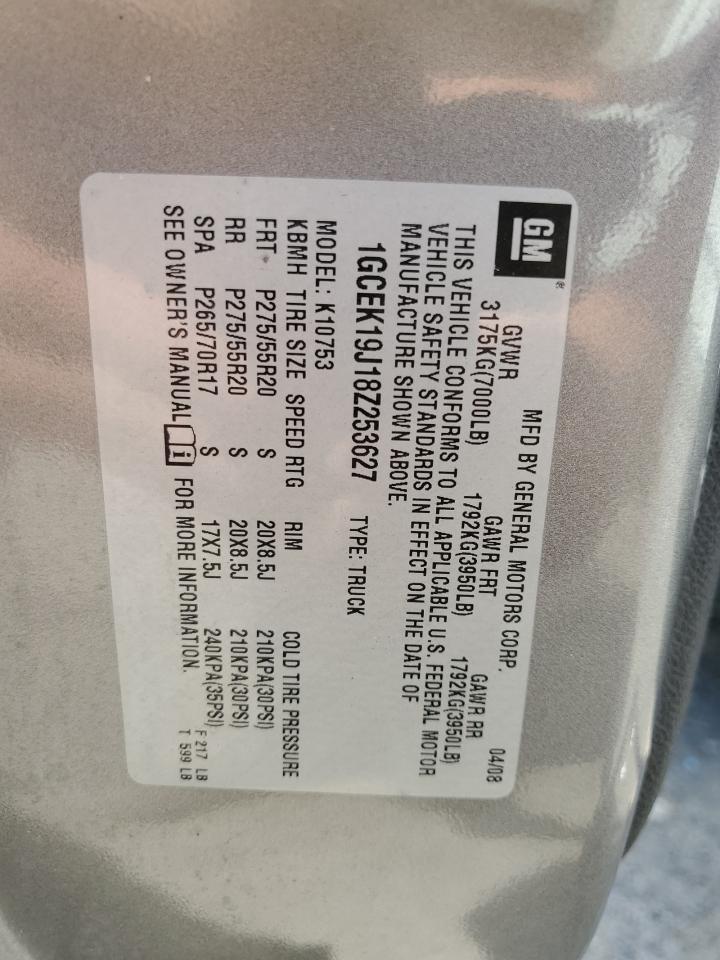 GM®
MFD BY GENERAL MOTORS CORP. 04/08
GVWR GAWR FRT GAWR RR
3175KG(7000LB) 1792KG(3950LB) 1792KG(3950LB)
THIS VEHICLE CONFORMS TO ALL APPLICABLE U.S. FEDERAL MOTOR
VEHICLE SAFETY STANDARDS IN EFFECT ON THE DATE OF
MANUFACTURE SHOWN ABOVE.
1GCEK19J18Z253627 TYPE: TRUCK
MODEL: K10753
KBMH TIRE SIZE SPEED RTG RIM COLD TIRE PRESSURE
FRT P275/55R20 S 20X8.5J 210KPA(30PSI)
RR P275/55R20 S 20X8.5J 210KPA(30PSI)
SPA P265/70R17 S 17X7.5J 240KPA(35PSI) F 217 LB
SEE OWNER'S MANUAL i FOR MORE INFORMATION. T 599 LB